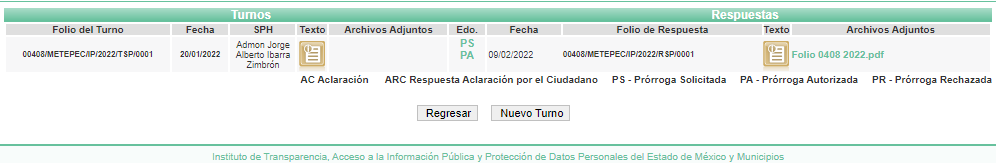 Turnos Respuestas
Folio del Turno Fecha SPH Texto Archivos Adjuntos Edo. Fecha Folio de Respuesta Texto Archivos Adjuntos
00408/METEPEC/IP/2022/TSP/0001 20/01/2022 Admon Jorge Alberto Ibarra Zimbrón PS PA 09/02/2022 00408/METEPEC/IP/2022/RSP/0001 Folio 0408 2022.pdf
AC Aclaración ARC Respuesta Aclaración por el Ciudadano PS - Prórroga Solicitada PA - Prórroga Autorizada PR - Prórroga Rechazada
Regresar Nuevo Turno
Instituto de Transparencia, Acceso a la Información Pública y Protección de Datos Personales del Estado de México y Municipios